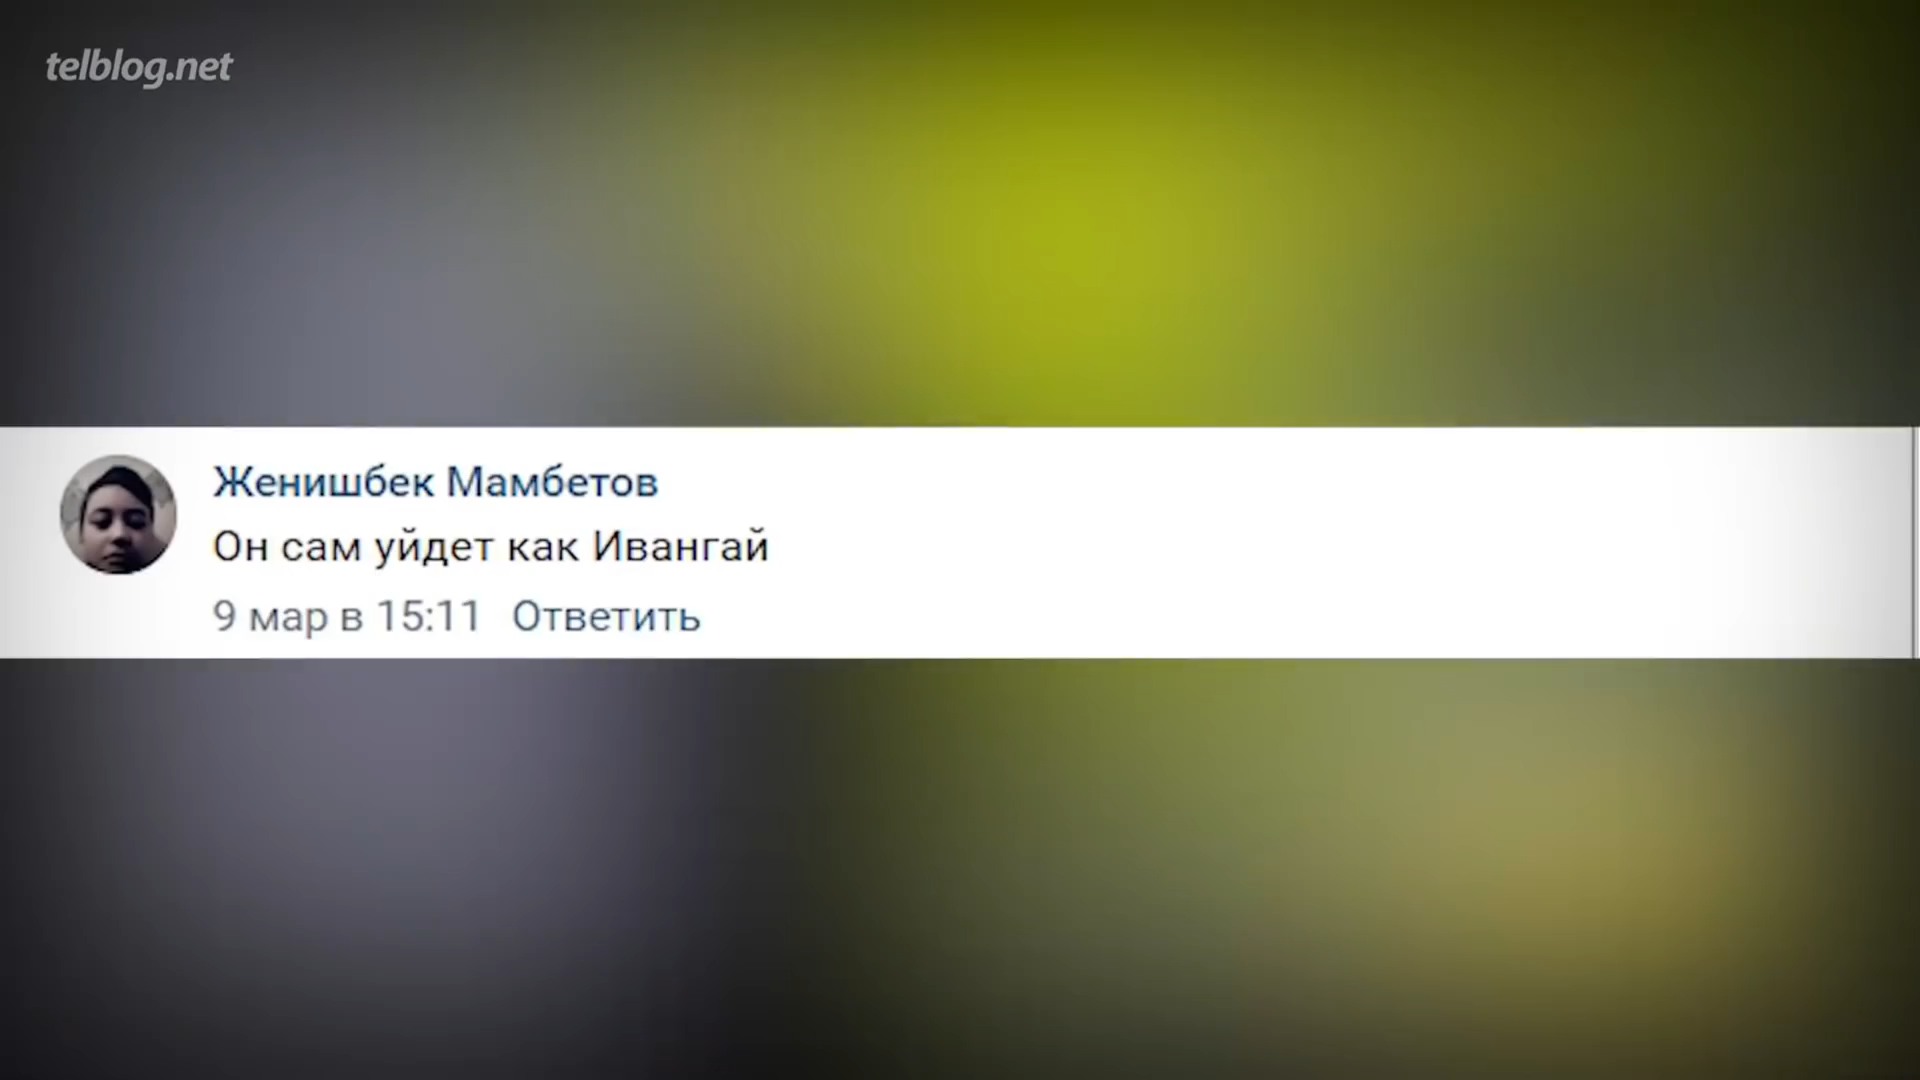 telblog.net
Женишбек Мамбетов
Он сам уйдет как Ивангай
9 мар в 15:11 Ответить